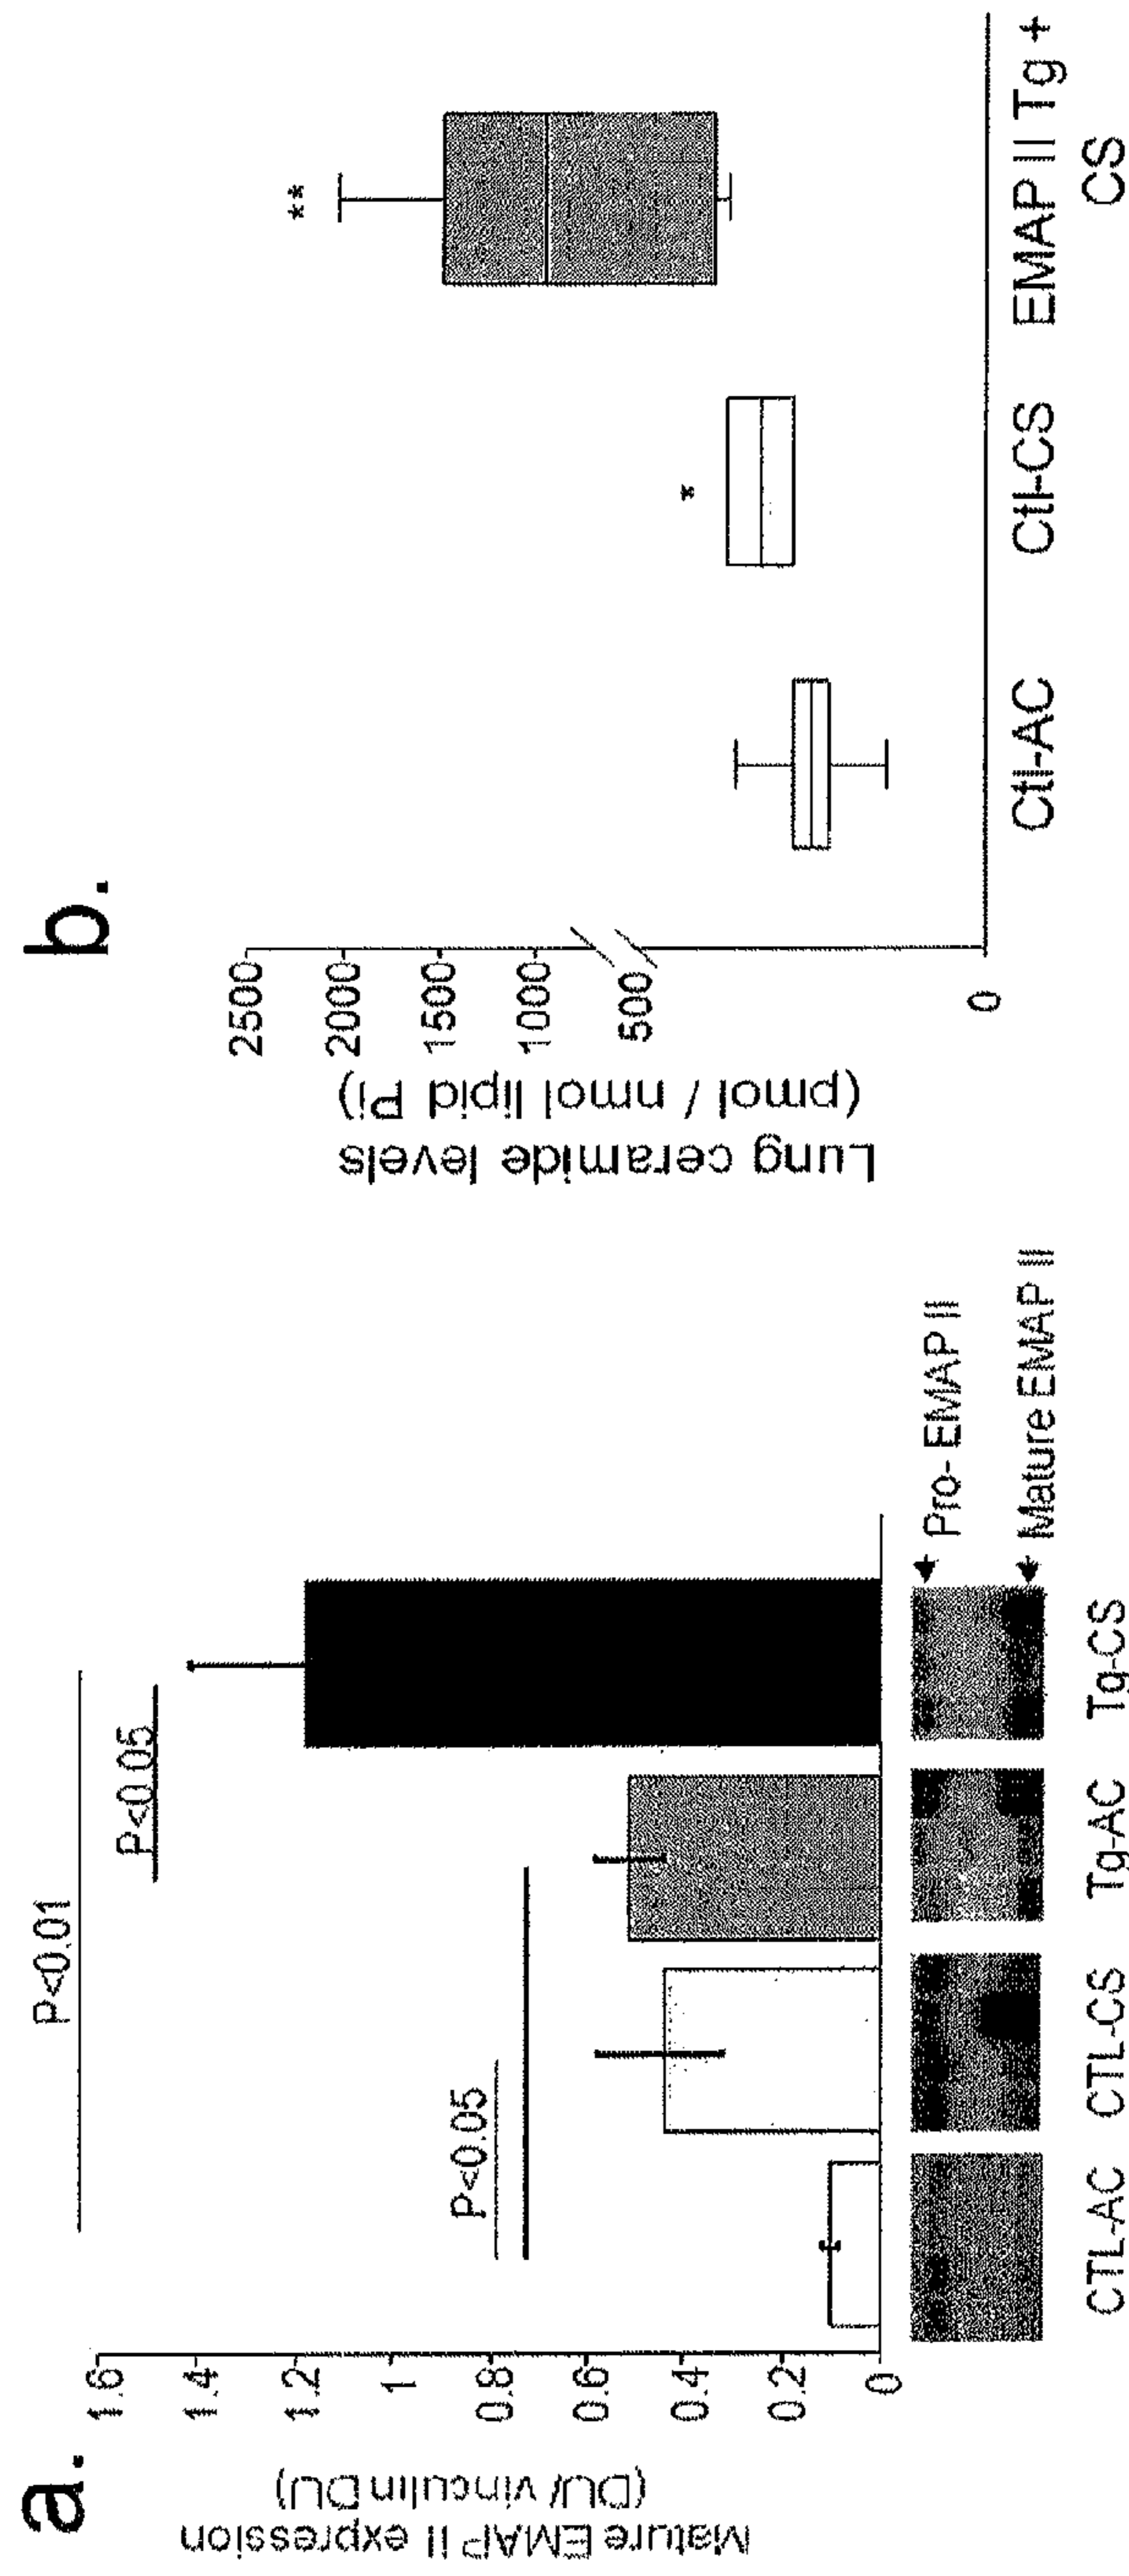 a.
Mature EMAP II expression
(DU/ vinculin DU)
1.6
1.4
1.2
1
0.8
0.6
0.4
0.2
0
P<0.01
P<0.05
P<0.05
Pro- EMAP II
Mature EMAP II
CTL-AC CTL-CS Tg-AC Tg-CS
b.
Lung ceramide levels
(pmol / nmol lipid Pi)
2500
2000
1500
1000
500
0
*
**
Ctl-AC Ctl-CS EMAP II Tg +
CS